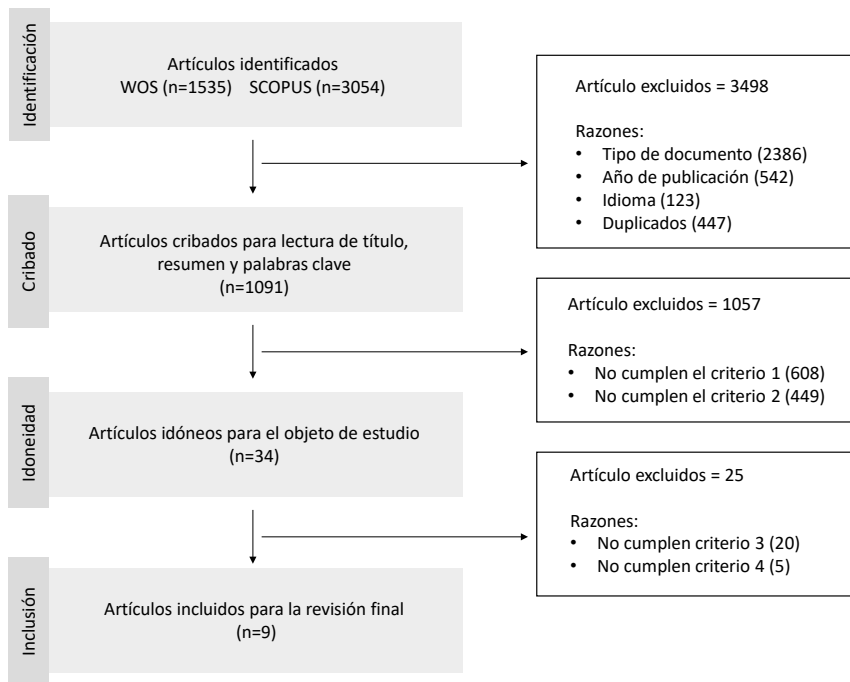 Identificación
Artículos identificados
WOS (n=1535) SCOPUS (n=3054)
Artículo excluidos = 3498
Razones:
• Tipo de documento (2386)
• Año de publicación (542)
• Idioma (123)
• Duplicados (447)
Cribado
Artículos cribados para lectura de título,
resumen y palabras clave
(n=1091)
Artículo excluidos = 1057
Razones:
• No cumplen el criterio 1 (608)
• No cumplen el criterio 2 (449)
Idoneidad
Artículos idóneos para el objeto de estudio
(n=34)
Artículo excluidos = 25
Razones:
• No cumplen criterio 3 (20)
• No cumplen criterio 4 (5)
Inclusión
Artículos incluidos para la revisión final
(n=9)